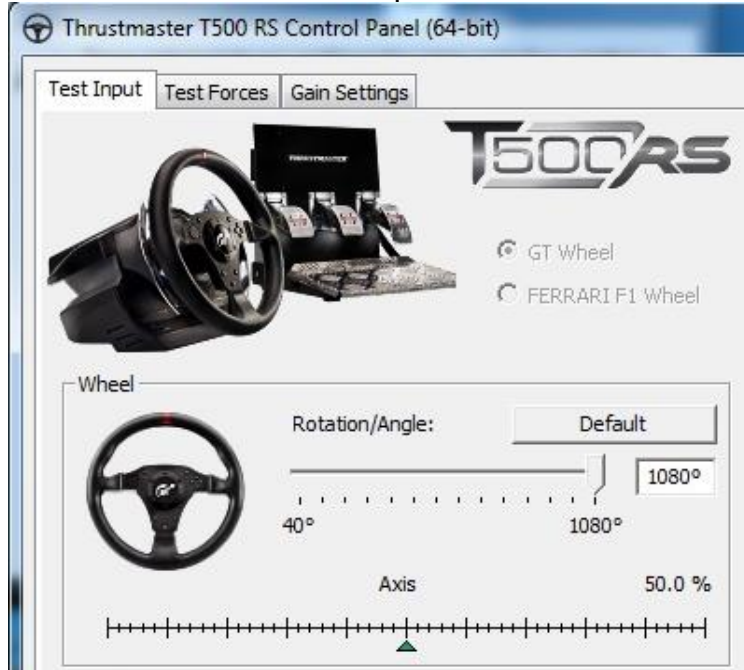 Thrustmaster T500 RS Control Panel (64-bit)
Test Input Test Forces Gain Settings
THRUSTMASTER
T500RS
GT Wheel
FERRARI F1 Wheel
Wheel
Rotation/Angle: Default
1080°
40° 1080°
Axis 50.0 %